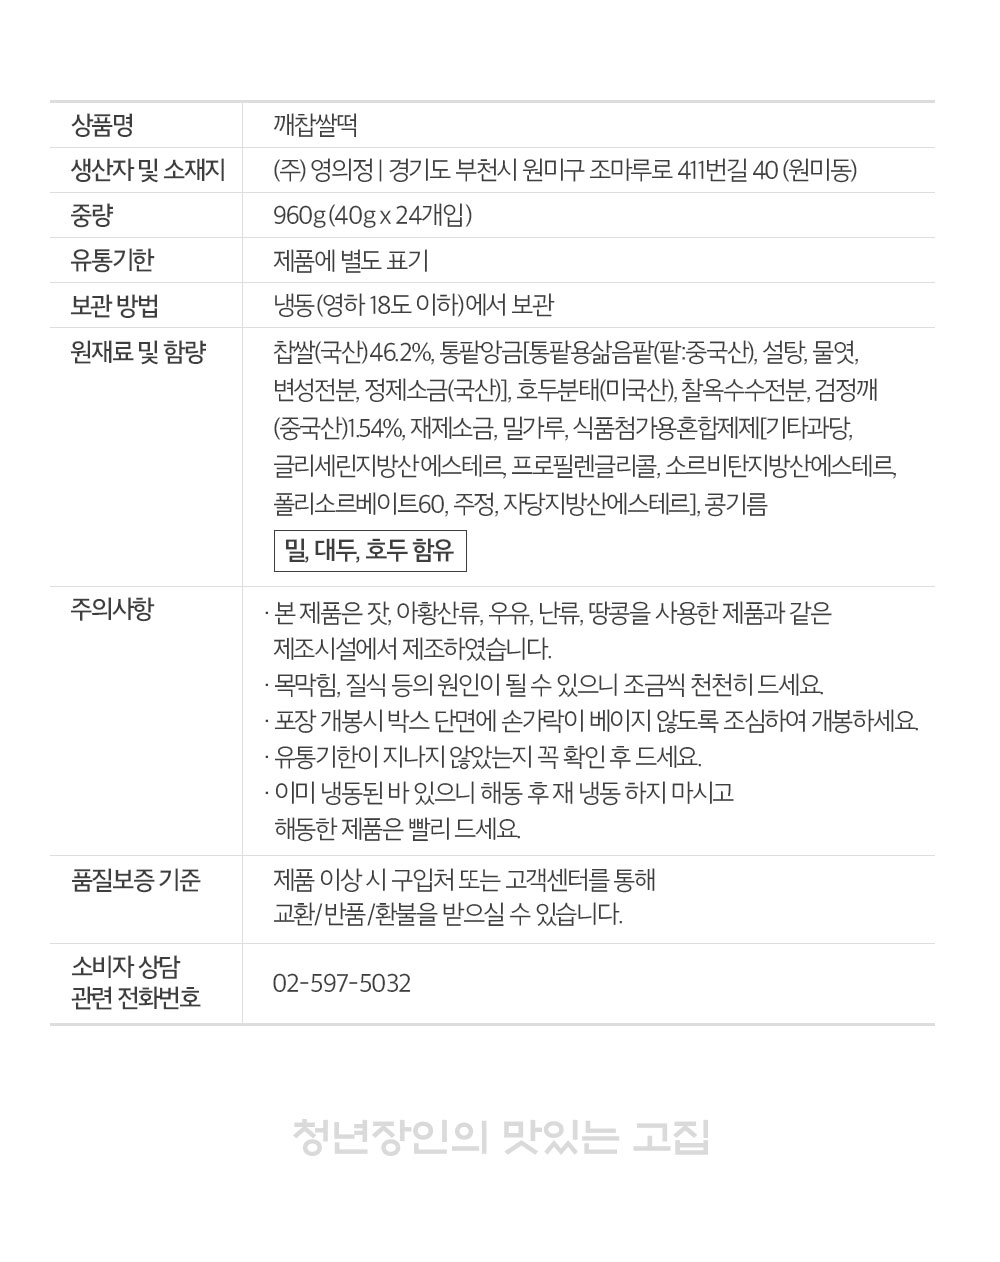 상품명 깨찹쌀떡
생산자 및 소재지 (주) 영의정 | 경기도 부천시 원미구 조마루로 411번길 40 (원미동)
중량 960g(40g x 24개입)
유통기한 제품에 별도 표기
보관 방법 냉동(영하 18도 이하)에서 보관
원재료 및 함량 찹쌀(국산)46.2%, 통팥앙금[통팥용삶음팥(팥:중국산), 설탕, 물엿,
변성전분, 정제소금(국산)], 호두분태(미국산), 찰옥수수전분, 검정깨
(중국산)1.54%, 재제소금, 밀가루, 식품첨가용혼합제제[기타과당,
글리세린지방산에스테르, 프로필렌글리콜, 소르비탄지방산에스테르,
폴리소르베이트60, 주정, 자당지방산에스테르], 콩기름
밀, 대두, 호두 함유
주의사항 · 본 제품은 잣, 아황산류, 우유, 난류, 땅콩을 사용한 제품과 같은
제조시설에서 제조하였습니다.
· 목막힘, 질식 등의 원인이 될 수 있으니 조금씩 천천히 드세요.
· 포장 개봉시 박스 단면에 손가락이 베이지 않도록 조심하여 개봉하세요.
· 유통기한이 지나지 않았는지 꼭 확인 후 드세요.
· 이미 냉동된 바 있으니 해동 후 재 냉동 하지 마시고
해동한 제품은 빨리 드세요.
품질보증 기준 제품 이상 시 구입처 또는 고객센터를 통해
교환/반품/환불을 받으실 수 있습니다.
소비자 상담
관련 전화번호 02-597-5032
청년장인의 맛있는 고집